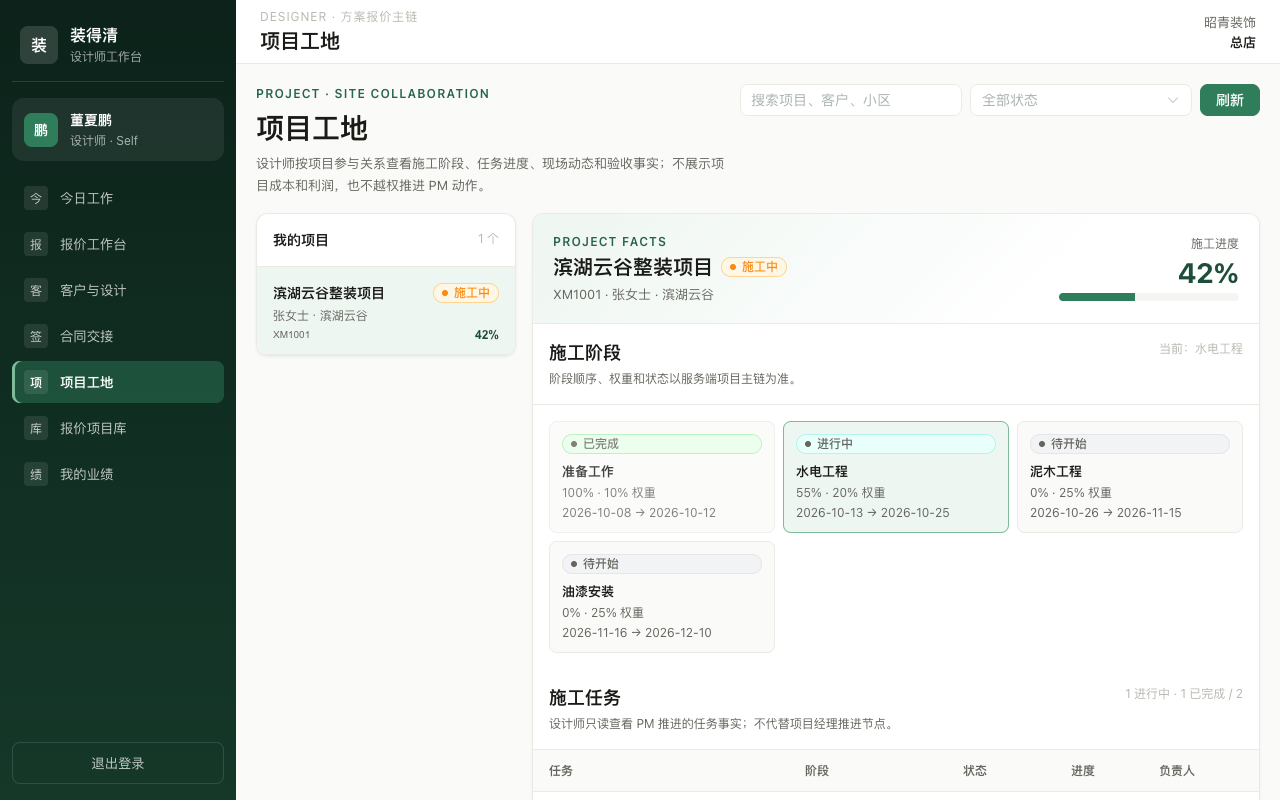 装
装得清
设计师工作台
鹏
董夏鹏
设计师 · Self
今 今日工作
报 报价工作台
客 客户与设计
签 合同交接
项 项目工地
库 报价项目库
绩 我的业绩
退出登录
DESIGNER · 方案报价主链
项目工地
昭青装饰
总店
PROJECT · SITE COLLABORATION
项目工地
设计师按项目参与关系查看施工阶段、任务进度、现场动态和验收事实；不展示项
目成本和利润，也不越权推进 PM 动作。
搜索项目、客户、小区
全部状态
刷新
我的项目 1 个
滨湖云谷整装项目 施工中
张女士 · 滨湖云谷
XM1001 42%
PROJECT FACTS
滨湖云谷整装项目 施工中
XM1001 · 张女士 · 滨湖云谷
施工进度
42%
施工阶段
当前：水电工程
阶段顺序、权重和状态以服务端项目主链为准。
已完成
准备工作
100% · 10% 权重
2026-10-08 → 2026-10-12
进行中
水电工程
55% · 20% 权重
2026-10-13 → 2026-10-25
待开始
泥木工程
0% · 25% 权重
2026-10-26 → 2026-11-15
待开始
油漆安装
0% · 25% 权重
2026-11-16 → 2026-12-10
施工任务
1 进行中 · 1 已完成 / 2
设计师只读查看 PM 推进的任务事实；不代替项目经理推进节点。
任务 阶段 状态 进度 负责人